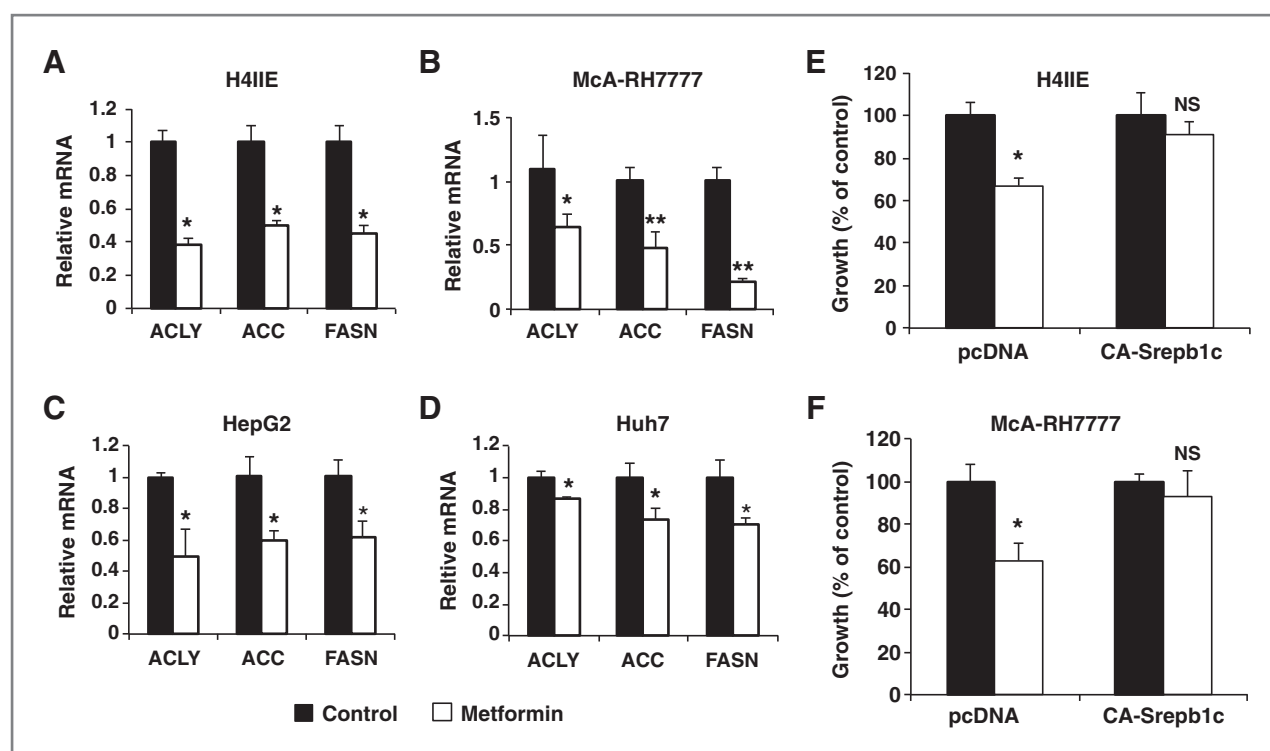 A
H4IIE
Relative mRNA
1.2
1
0.8
0.6
0.4
0.2
0
*
*
*
ACLY
ACC
FASN
B
McA-RH7777
Relative mRNA
1.5
1
0.5
0
*
**
**
ACLY
ACC
FASN
E
H4IIE
Growth (% of control)
120
100
80
60
40
20
0
*
NS
pcDNA
CA-Srepb1c
C
HepG2
Relative mRNA
1.2
1
0.8
0.6
0.4
0.2
0
*
*
*
ACLY
ACC
FASN
D
Huh7
Reltive mRNA
1.2
1
0.8
0.6
0.4
0.2
0
*
*
*
ACLY
ACC
FASN
F
McA-RH7777
Growth (% of control)
120
100
80
60
40
20
0
*
NS
pcDNA
CA-Srepb1c
Control
Metformin